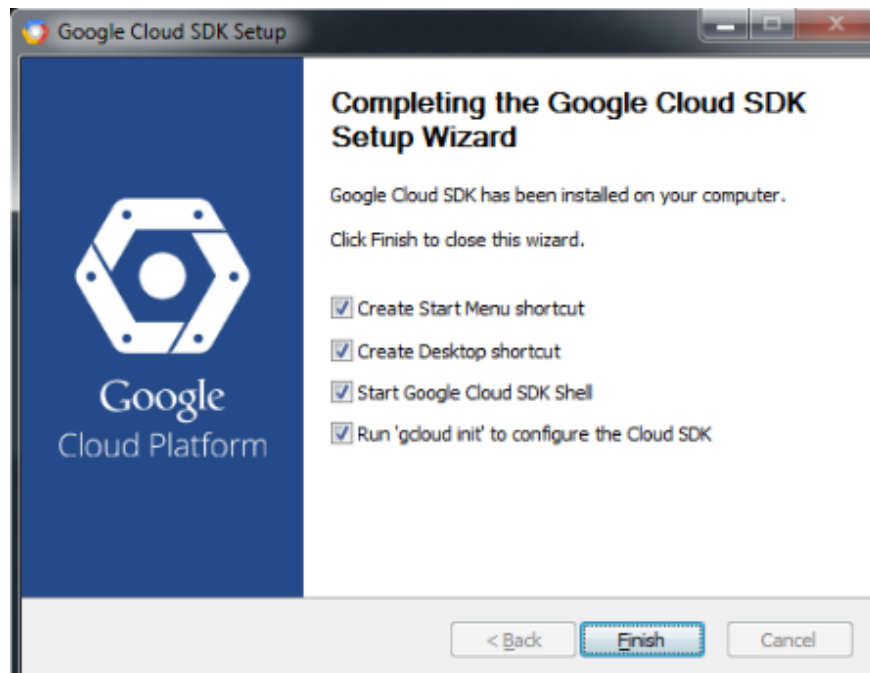 Google Cloud SDK Setup
Completing the Google Cloud SDK
Setup Wizard
Google Cloud SDK has been installed on your computer.
Click Finish to close this wizard.
Create Start Menu shortcut
Create Desktop shortcut
Start Google Cloud SDK Shell
Run 'gcloud init' to configure the Cloud SDK
Google
Cloud Platform
< Back Finish Cancel